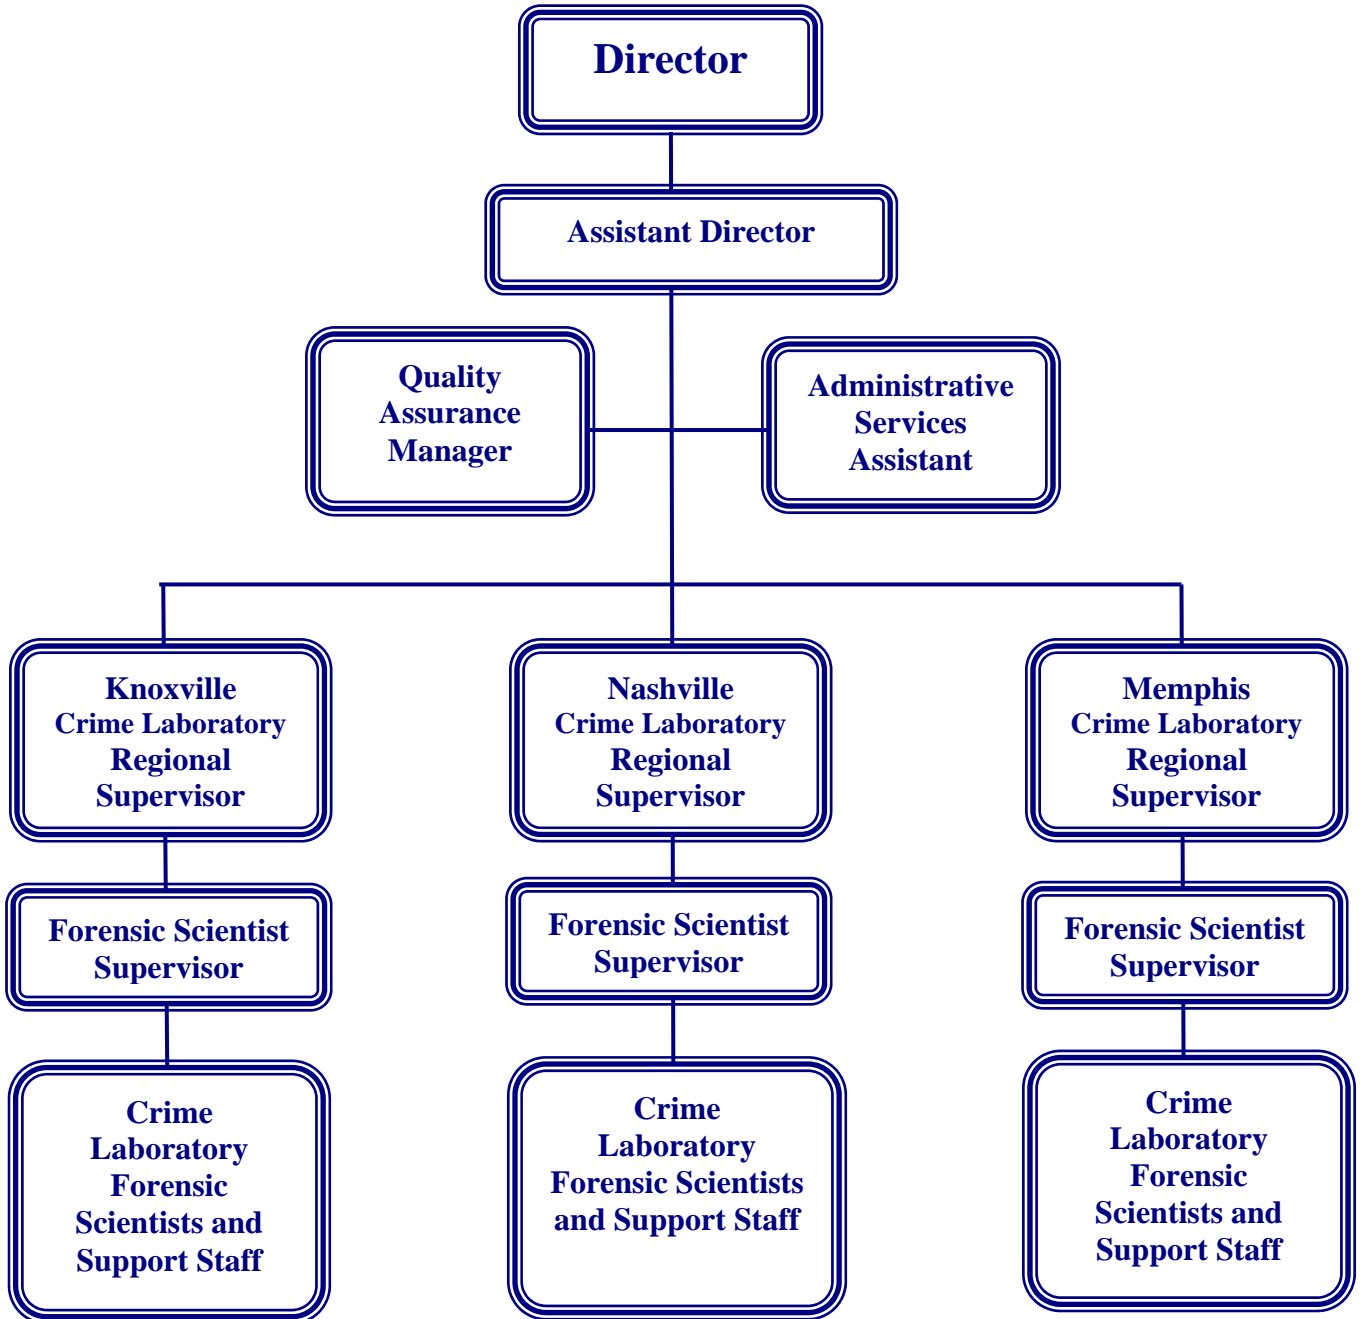 Director
Assistant Director
Quality
Assurance
Manager
Administrative
Services
Assistant
Knoxville
Crime Laboratory
Regional
Supervisor
Nashville
Crime Laboratory
Regional
Supervisor
Memphis
Crime Laboratory
Regional
Supervisor
Forensic Scientist
Supervisor
Forensic Scientist
Supervisor
Forensic Scientist
Supervisor
Crime
Laboratory
Forensic
Scientists and
Support Staff
Crime
Laboratory
Forensic Scientists
and Support Staff
Crime
Laboratory
Forensic
Scientists and
Support Staff